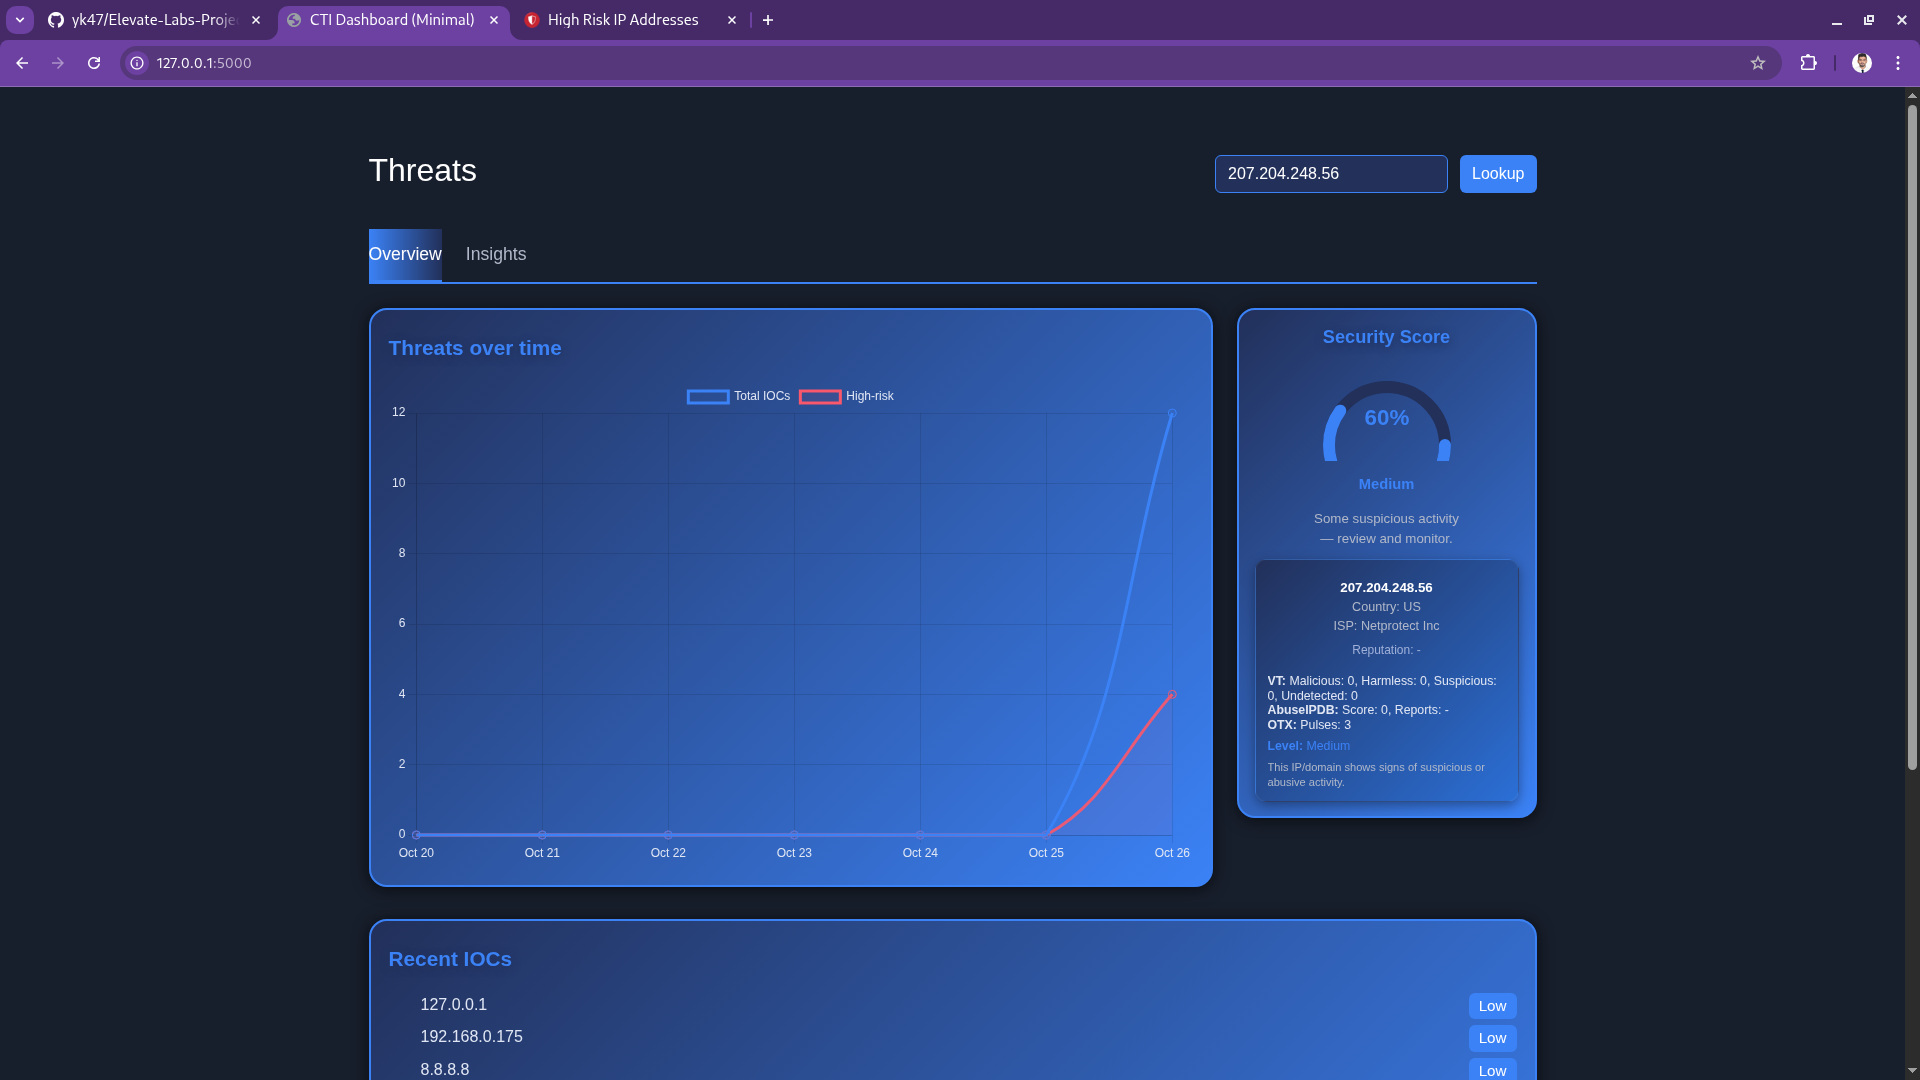 yk47/Elevate-Labs-Proje
CTI Dashboard (Minimal)
High Risk IP Addresses
127.0.0.1:5000
Threats
207.204.248.56
Lookup
Overview
Insights
Threats over time
Total IOCs
High-risk
12
10
8
6
4
2
0
Oct 20
Oct 21
Oct 22
Oct 23
Oct 24
Oct 25
Oct 26
Security Score
60%
Medium
Some suspicious activity
— review and monitor.
207.204.248.56
Country: US
ISP: Netprotect Inc
Reputation: -
VT: Malicious: 0, Harmless: 0, Suspicious:
0, Undetected: 0
AbuseIPDB: Score: 0, Reports: -
OTX: Pulses: 3
Level: Medium
This IP/domain shows signs of suspicious or
abusive activity.
Recent IOCs
127.0.0.1
Low
192.168.0.175
Low
8.8.8.8
Low